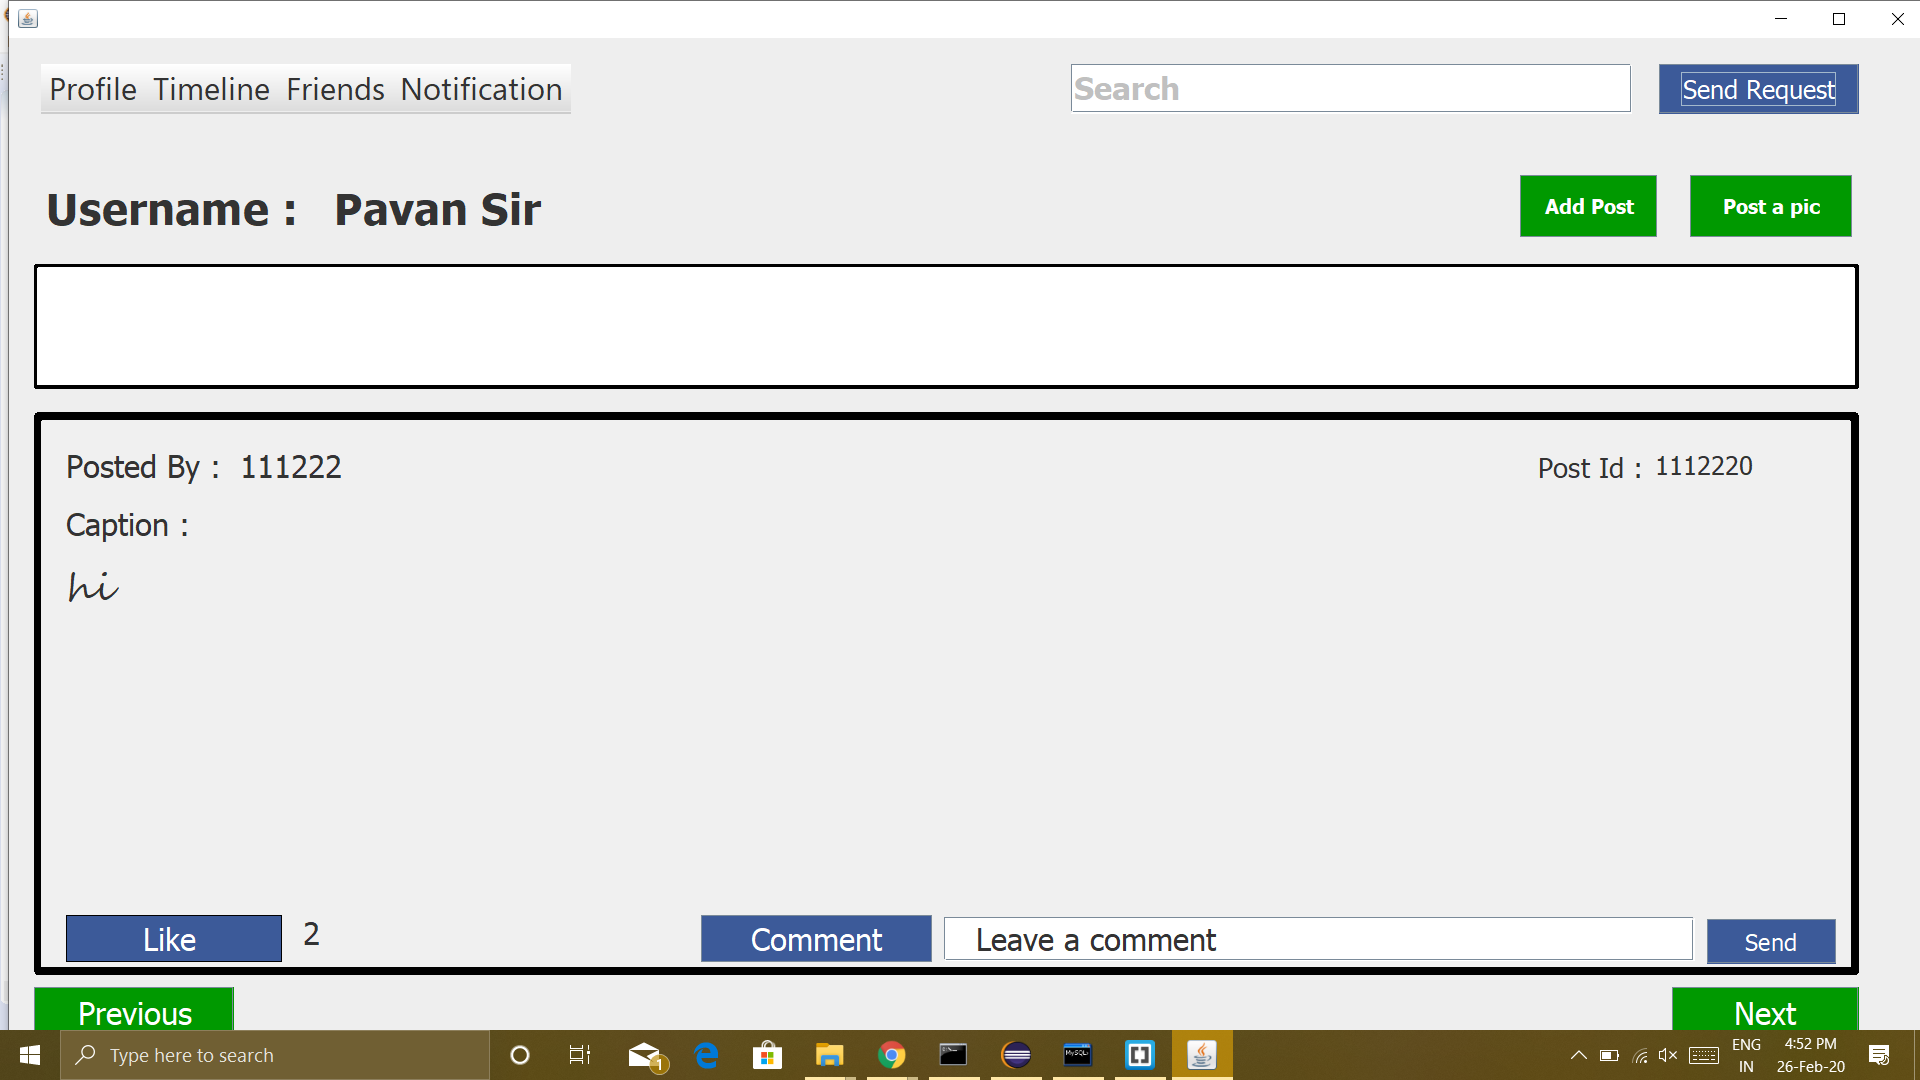 Profile Timeline Friends Notification
Search
Send Request
Username : Pavan Sir
Add Post
Post a pic
Posted By : 111222
Post Id : 1112220
Caption :
hi
Like
2
Comment
Leave a comment
Send
Previous
Next
Type here to search
1
MySQL
ENG
IN
4:52 PM
26-Feb-20